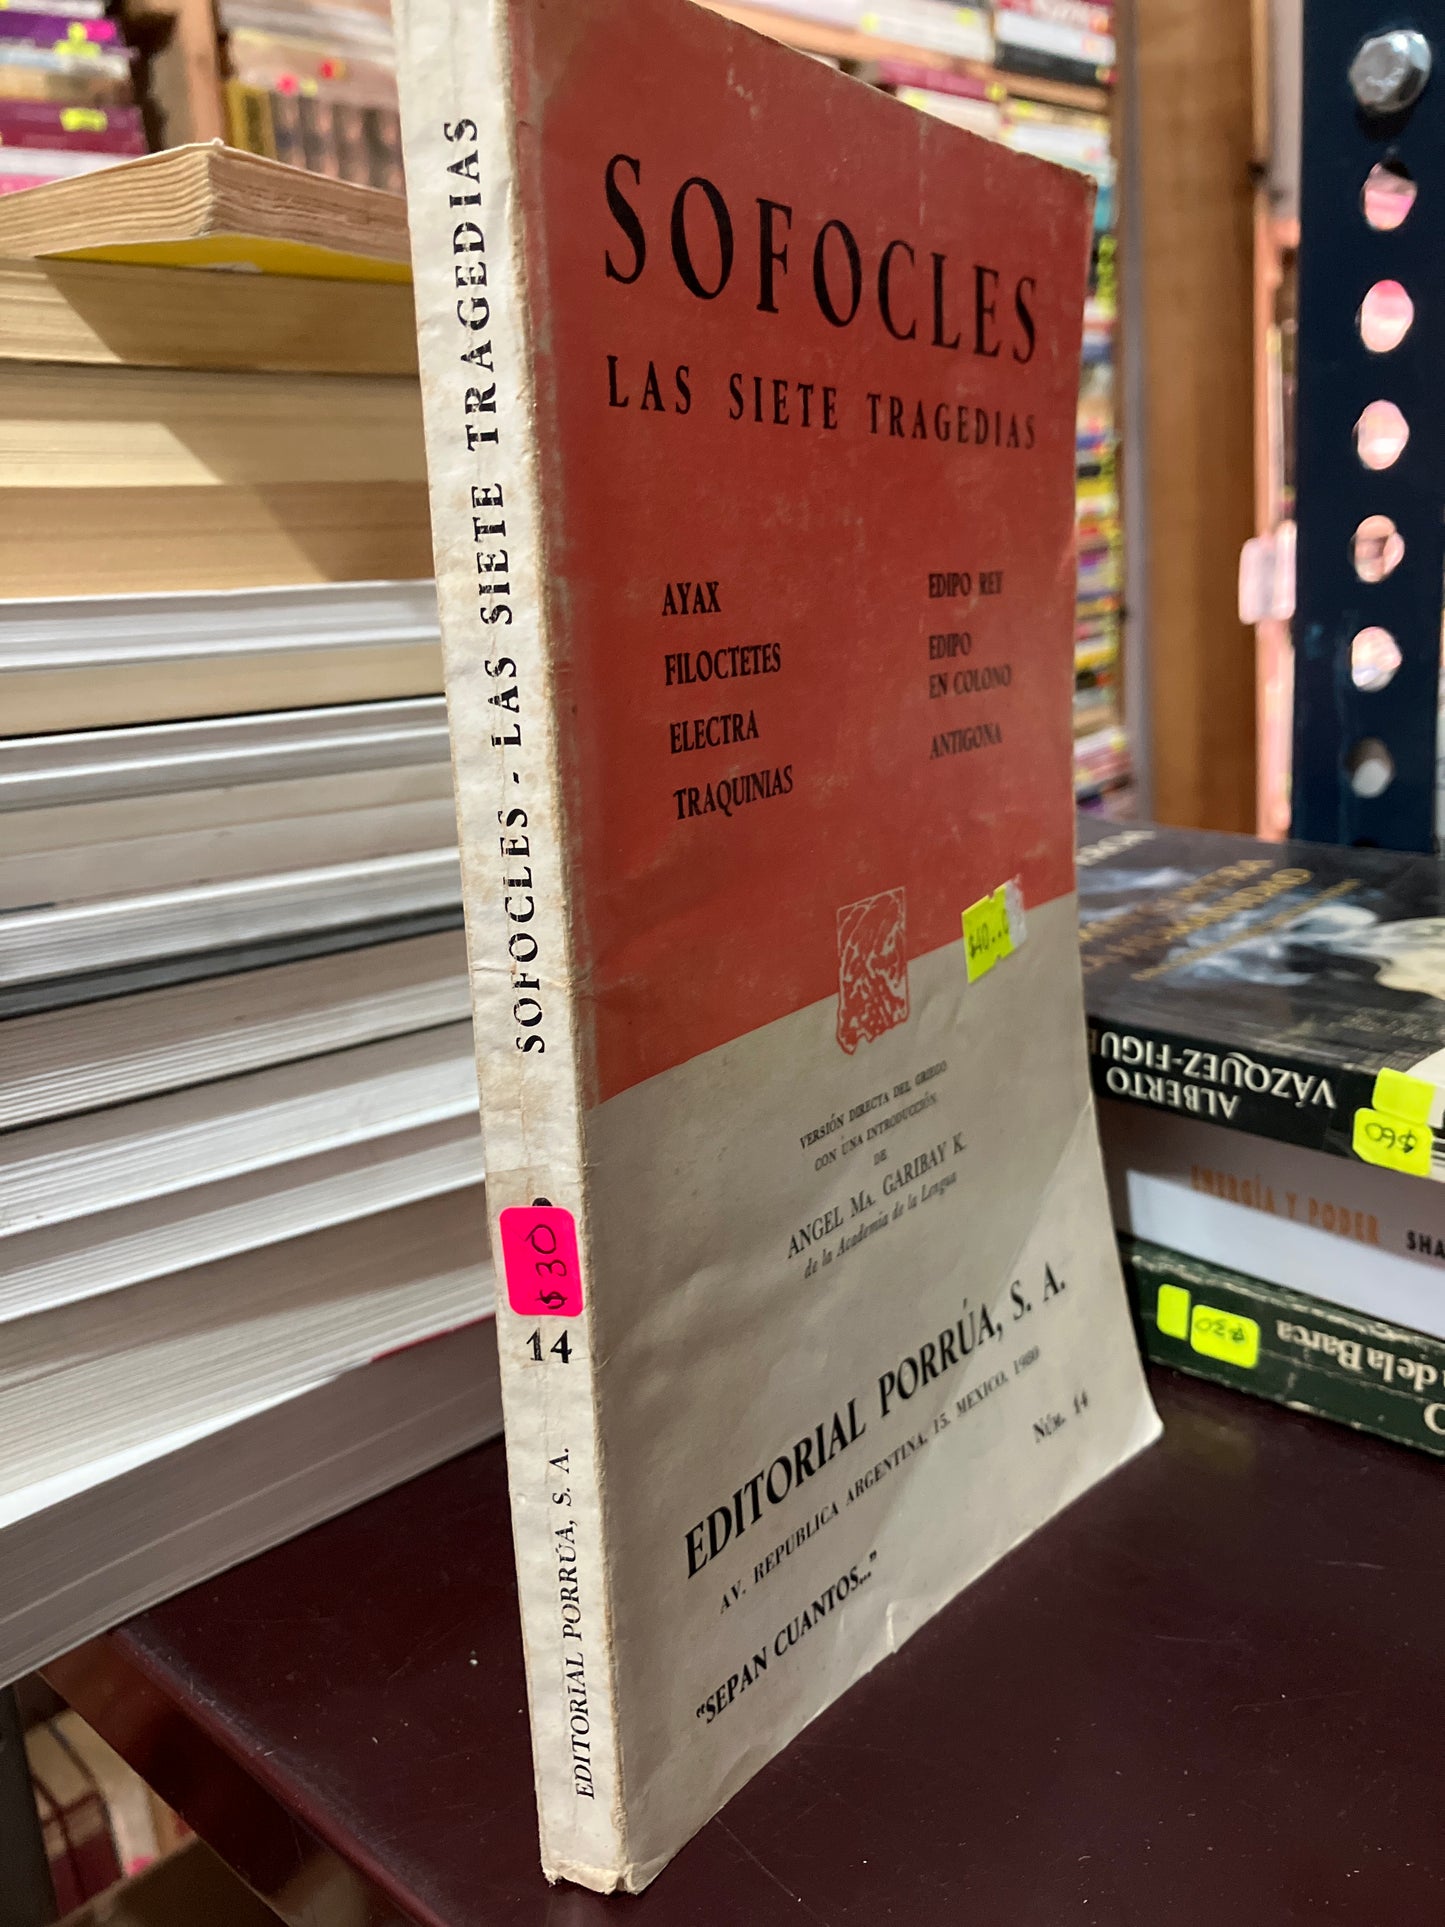 SOFOCLES - LAS SIETE TRAGEDIAS
$30
14
EDITORIAL PORRÚA, S. A.
SOFOCLES
LAS SIETE TRAGEDIAS
AYAX
FILOCTETES
ELECTRA
TRAQUINIAS
EDIPO REY
EDIPO
EN COLONO
ANTIGONA
VERSIÓN DIRECTA DEL GRIEGO
CON UNA INTRODUCCIÓN
DE
ANGEL MA. GARIBAY K.
de la Academia de la Lengua
EDITORIAL PORRÚA, S. A.
AV. REPUBLICA ARGENTINA, 15. MEXICO, 1980
"SEPAN CUANTOS..."
NÚM. 14
ALBERTO
VÁZQUEZ-FIGU
$60
ENERGÍA Y PODER SHA
$30
de la Barca